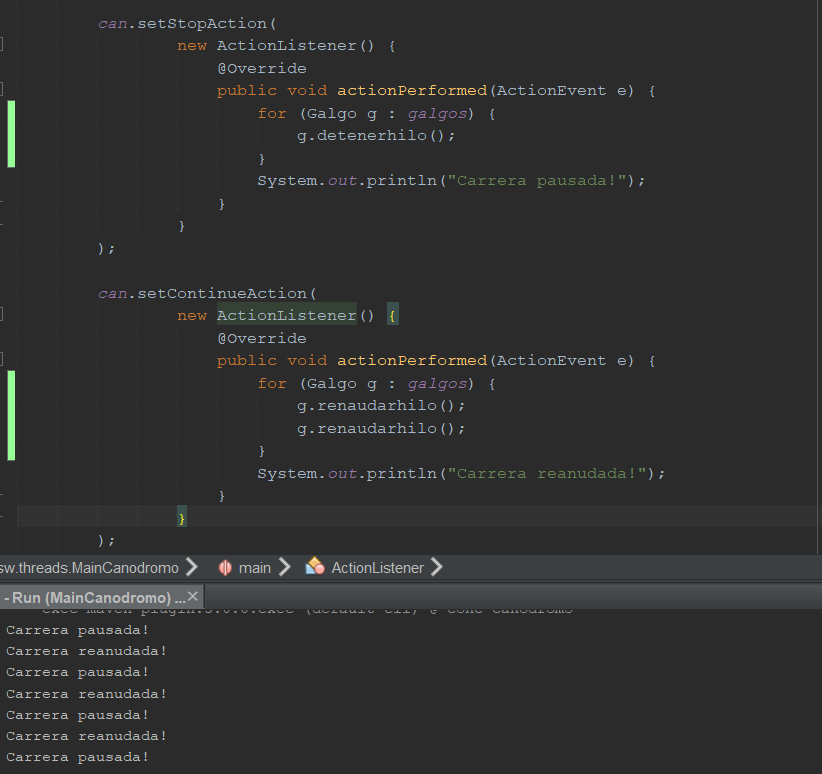 can.setStopAction(
new ActionListener() {
@Override
public void actionPerformed(ActionEvent e) {
for (Galgo g : galgos) {
g.detenerhilo();
}
System.out.println("Carrera pausada!");
}
}
);
can.setContinueAction(
new ActionListener() {
@Override
public void actionPerformed(ActionEvent e) {
for (Galgo g : galgos) {
g.renaudarhilo();
g.renaudarhilo();
}
System.out.println("Carrera reanudada!");
}
}
);
sw.threads.MainCanodromo main ActionListener
- Run (MainCanodromo) ...
Carrera pausada!
Carrera reanudada!
Carrera pausada!
Carrera reanudada!
Carrera pausada!
Carrera reanudada!
Carrera pausada!